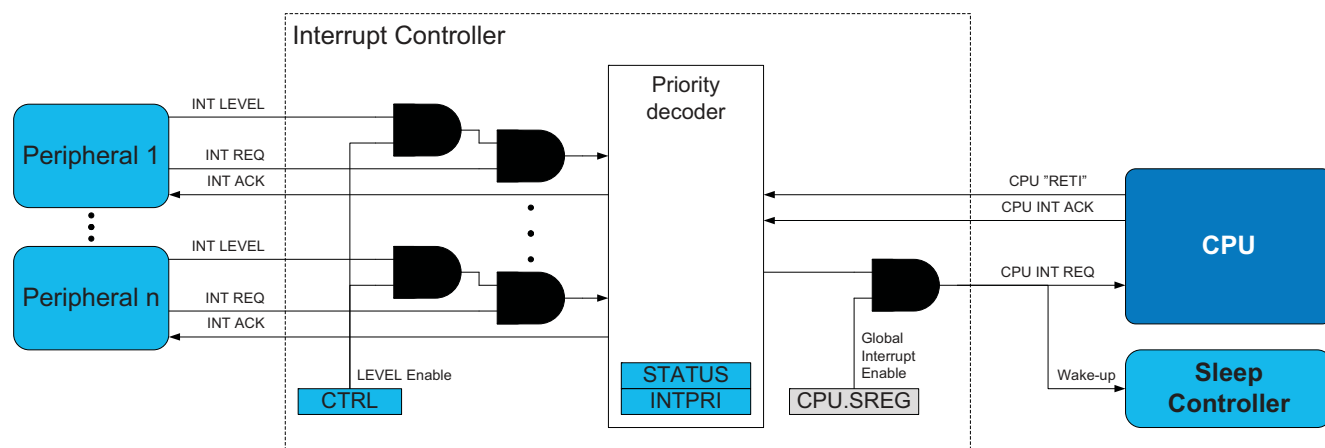 Interrupt Controller
Peripheral 1
INT LEVEL
INT REQ
INT ACK
Peripheral n
INT LEVEL
INT REQ
INT ACK
LEVEL Enable
CTRL
Priority
decoder
STATUS
INTPRI
CPU "RETI"
CPU INT ACK
CPU INT REQ
Global
Interrupt
Enable
CPU.SREG
CPU
Wake-up
Sleep
Controller